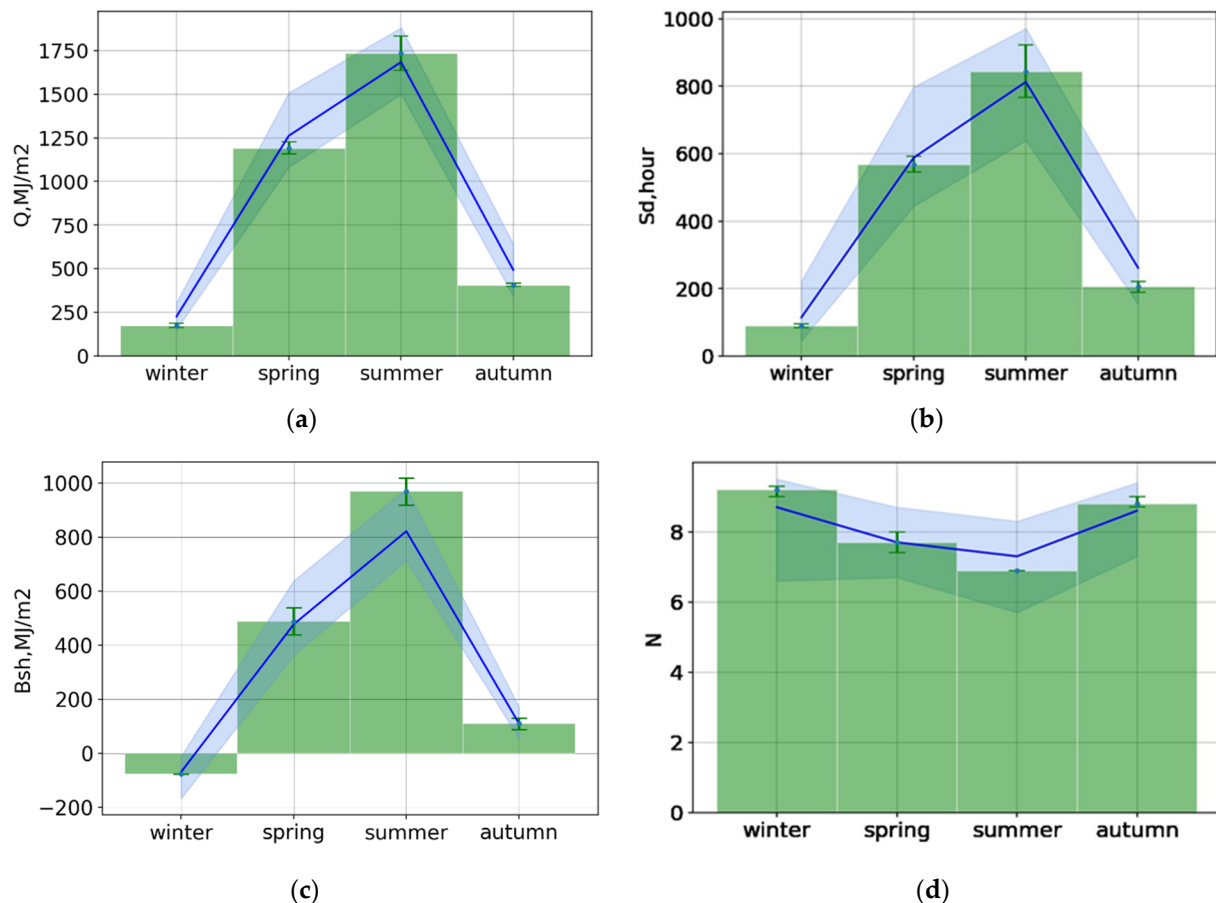 Q,MJ/m2
1750
1500
1250
1000
750
500
250
0
winter spring summer autumn
(a)
Sd,hour
1000
800
600
400
200
0
winter spring summer autumn
(b)
Bsh,MJ/m2
1000
800
600
400
200
0
−200
winter spring summer autumn
(c)
N
8
6
4
2
0
winter spring summer autumn
(d)